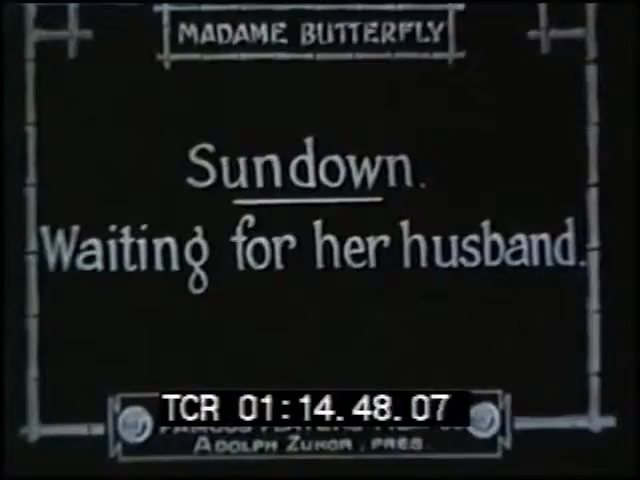 MADAME BUTTERFLY
Sundown.
Waiting for her husband.
TCR 01:14.48.07
ADOLPH ZUKOR, PRES.